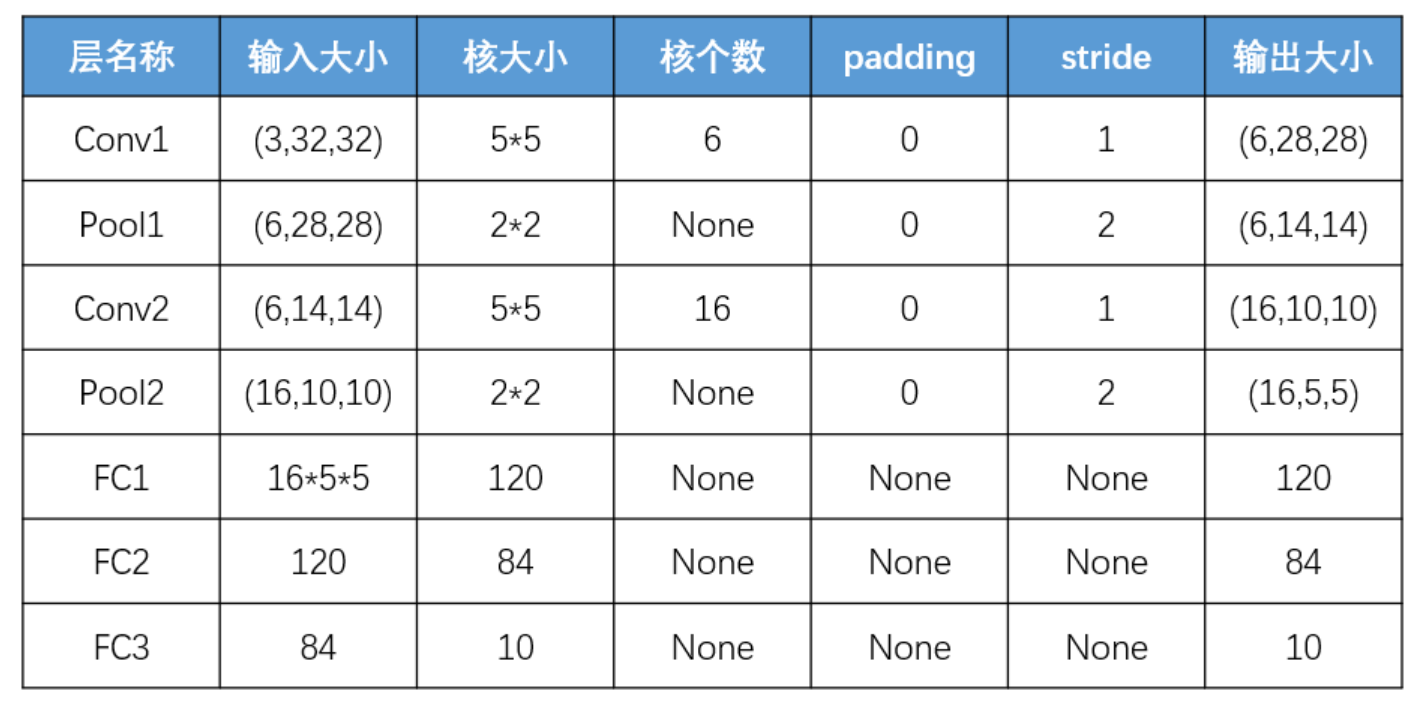 层名称 输入大小 核大小 核个数 padding stride 输出大小
Conv1 (3,32,32) 5*5 6 0 1 (6,28,28)
Pool1 (6,28,28) 2*2 None 0 2 (6,14,14)
Conv2 (6,14,14) 5*5 16 0 1 (16,10,10)
Pool2 (16,10,10) 2*2 None 0 2 (16,5,5)
FC1 16*5*5 120 None None None 120
FC2 120 84 None None None 84
FC3 84 10 None None None 10